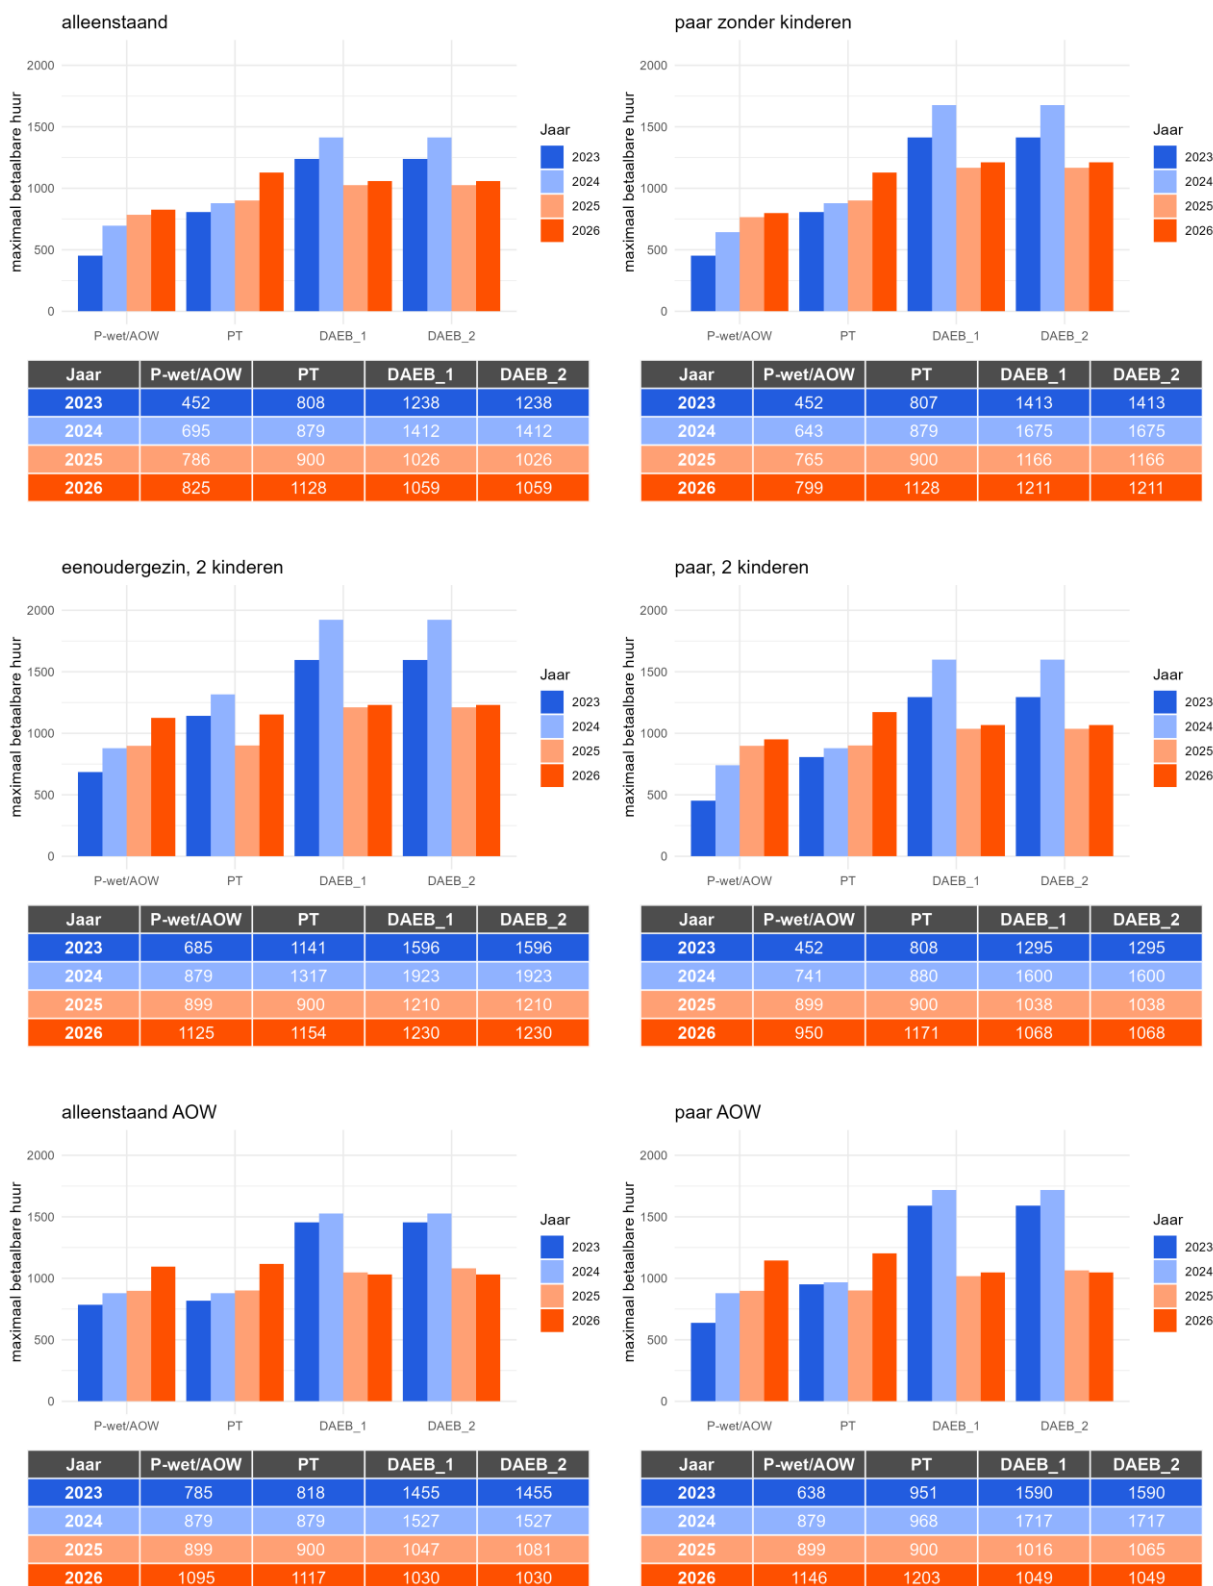 alleenstaand
maximaal betaalbare huur
2000
1500
1000
500
0
P-wet/AOW PT DAEB_1 DAEB_2
Jaar
2023
2024
2025
2026
Jaar P-wet/AOW PT DAEB_1 DAEB_2
2023 452 808 1238 1238
2024 695 879 1412 1412
2025 786 900 1026 1026
2026 825 1128 1059 1059
paar zonder kinderen
maximaal betaalbare huur
2000
1500
1000
500
0
P-wet/AOW PT DAEB_1 DAEB_2
Jaar
2023
2024
2025
2026
Jaar P-wet/AOW PT DAEB_1 DAEB_2
2023 452 807 1413 1413
2024 643 879 1675 1675
2025 765 900 1166 1166
2026 799 1128 1211 1211
eenoudergezin, 2 kinderen
maximaal betaalbare huur
2000
1500
1000
500
0
P-wet/AOW PT DAEB_1 DAEB_2
Jaar
2023
2024
2025
2026
Jaar P-wet/AOW PT DAEB_1 DAEB_2
2023 685 1141 1596 1596
2024 879 1317 1923 1923
2025 899 900 1210 1210
2026 1125 1154 1230 1230
paar, 2 kinderen
maximaal betaalbare huur
2000
1500
1000
500
0
P-wet/AOW PT DAEB_1 DAEB_2
Jaar
2023
2024
2025
2026
Jaar P-wet/AOW PT DAEB_1 DAEB_2
2023 452 808 1295 1295
2024 741 880 1600 1600
2025 899 900 1038 1038
2026 950 1171 1068 1068
alleenstaand AOW
maximaal betaalbare huur
2000
1500
1000
500
0
P-wet/AOW PT DAEB_1 DAEB_2
Jaar
2023
2024
2025
2026
Jaar P-wet/AOW PT DAEB_1 DAEB_2
2023 785 818 1455 1455
2024 879 879 1527 1527
2025 899 900 1047 1081
2026 1095 1117 1030 1030
paar AOW
maximaal betaalbare huur
2000
1500
1000
500
0
P-wet/AOW PT DAEB_1 DAEB_2
Jaar
2023
2024
2025
2026
Jaar P-wet/AOW PT DAEB_1 DAEB_2
2023 638 951 1590 1590
2024 879 968 1717 1717
2025 899 900 1016 1065
2026 1146 1203 1049 1049